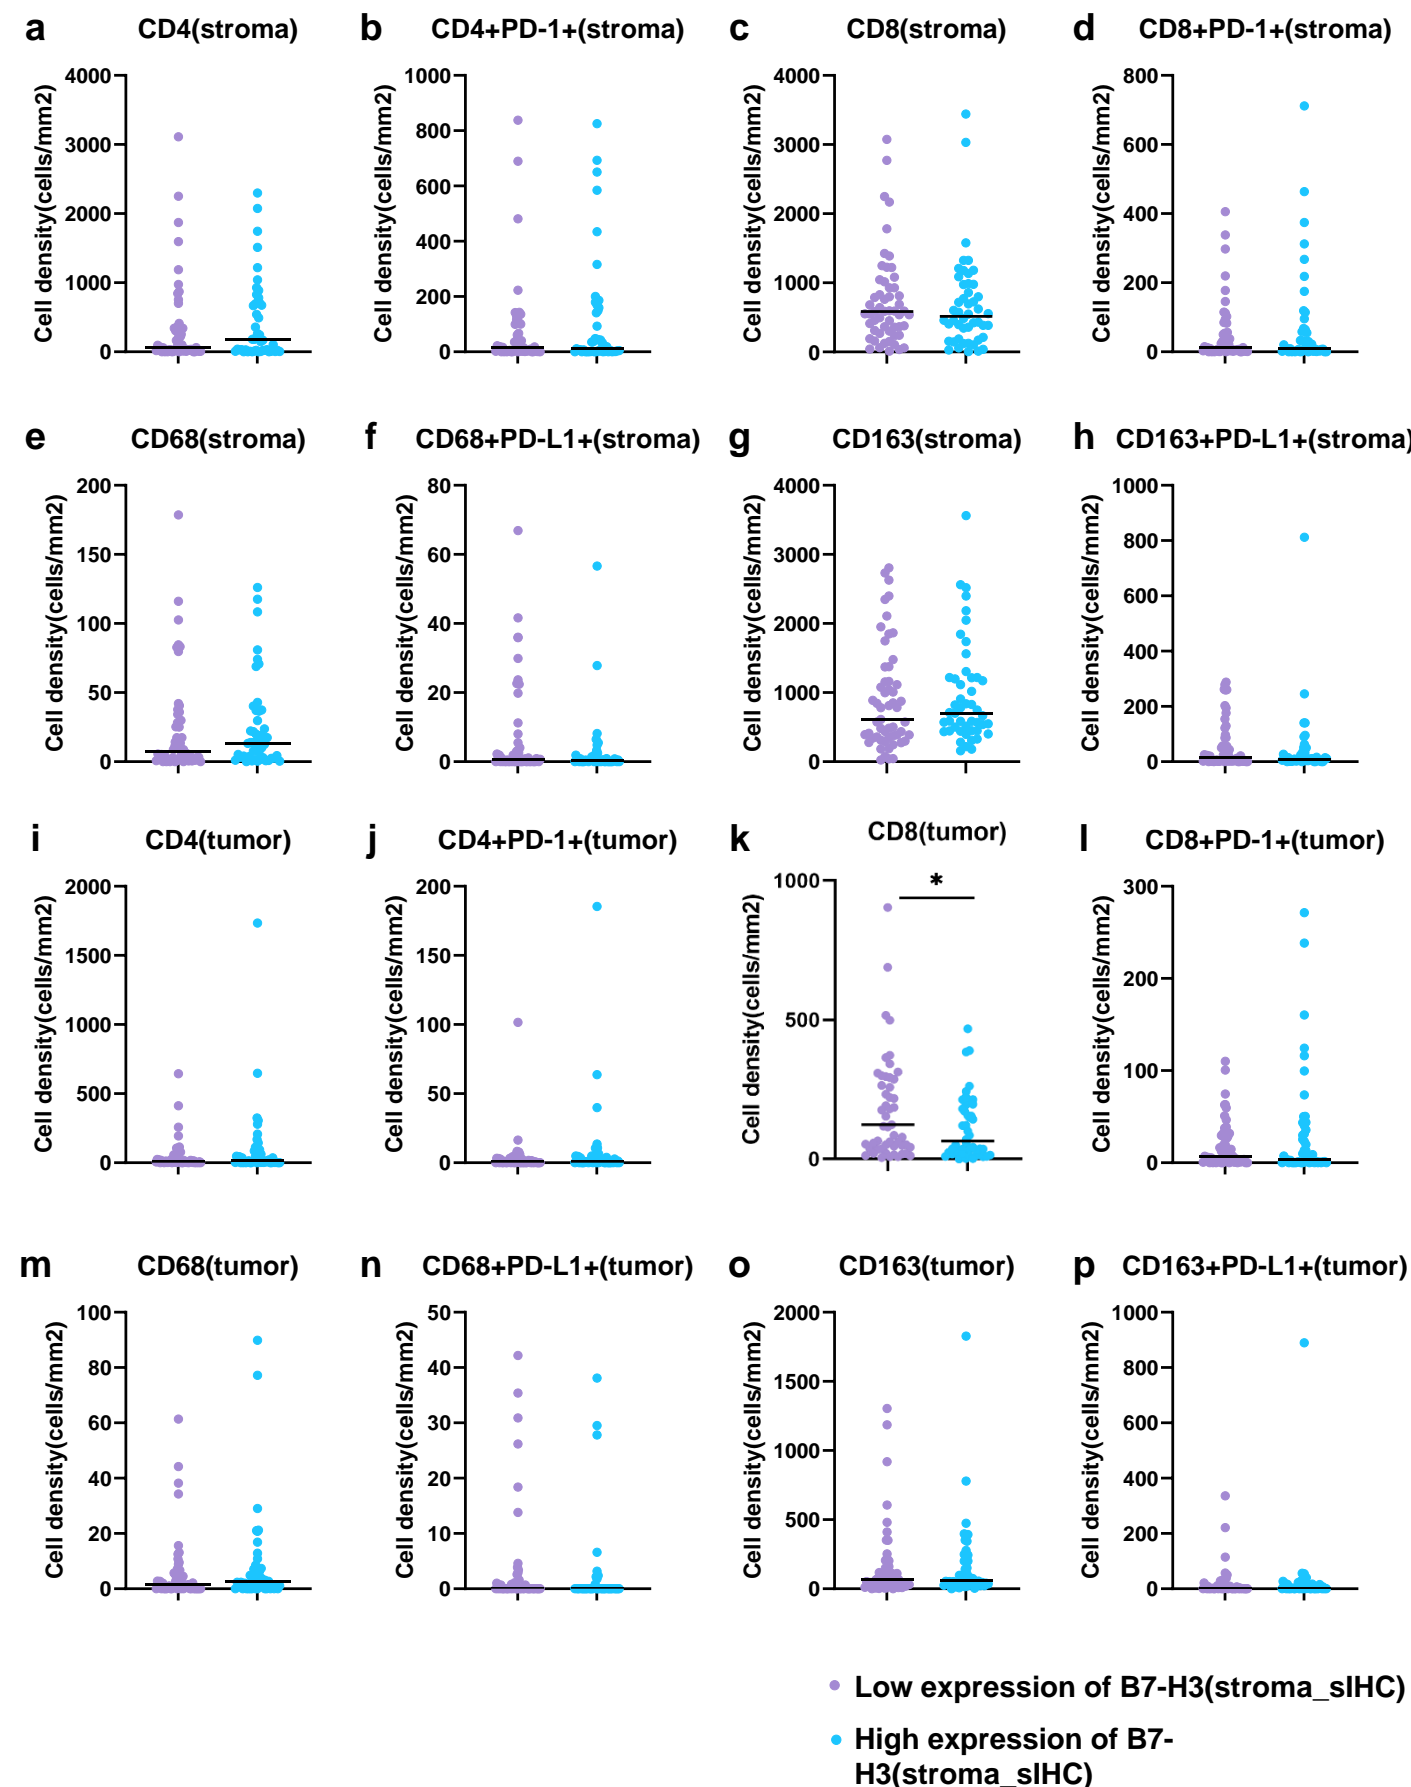 a CD4(stroma)
b CD4+PD-1+(stroma)
c CD8(stroma)
d CD8+PD-1+(stroma)
Cell density(cells/mm2)
4000
3000
2000
1000
0
Cell density(cells/mm2)
1000
800
600
400
200
0
Cell density(cells/mm2)
4000
3000
2000
1000
0
Cell density(cells/mm2)
800
600
400
200
0
e CD68(stroma)
f CD68+PD-L1+(stroma)
g CD163(stroma)
h CD163+PD-L1+(stroma)
Cell density(cells/mm2)
200
150
100
50
0
Cell density(cells/mm2)
80
60
40
20
0
Cell density(cells/mm2)
4000
3000
2000
1000
0
Cell density(cells/mm2)
1000
800
600
400
200
0
i CD4(tumor)
j CD4+PD-1+(tumor)
k CD8(tumor)
l CD8+PD-1+(tumor)
Cell density(cells/mm2)
2000
1500
1000
500
0
Cell density(cells/mm2)
200
150
100
50
0
Cell density(cells/mm2)
1000
500
0
*
Cell density(cells/mm2)
300
200
100
0
m CD68(tumor)
n CD68+PD-L1+(tumor)
o CD163(tumor)
p CD163+PD-L1+(tumor)
Cell density(cells/mm2)
100
80
60
40
20
0
Cell density(cells/mm2)
50
40
30
20
10
0
Cell density(cells/mm2)
2000
1500
1000
500
0
Cell density(cells/mm2)
1000
800
600
400
200
0
Low expression of B7-H3(stroma_sIHC)
High expression of B7-
H3(stroma_sIHC)